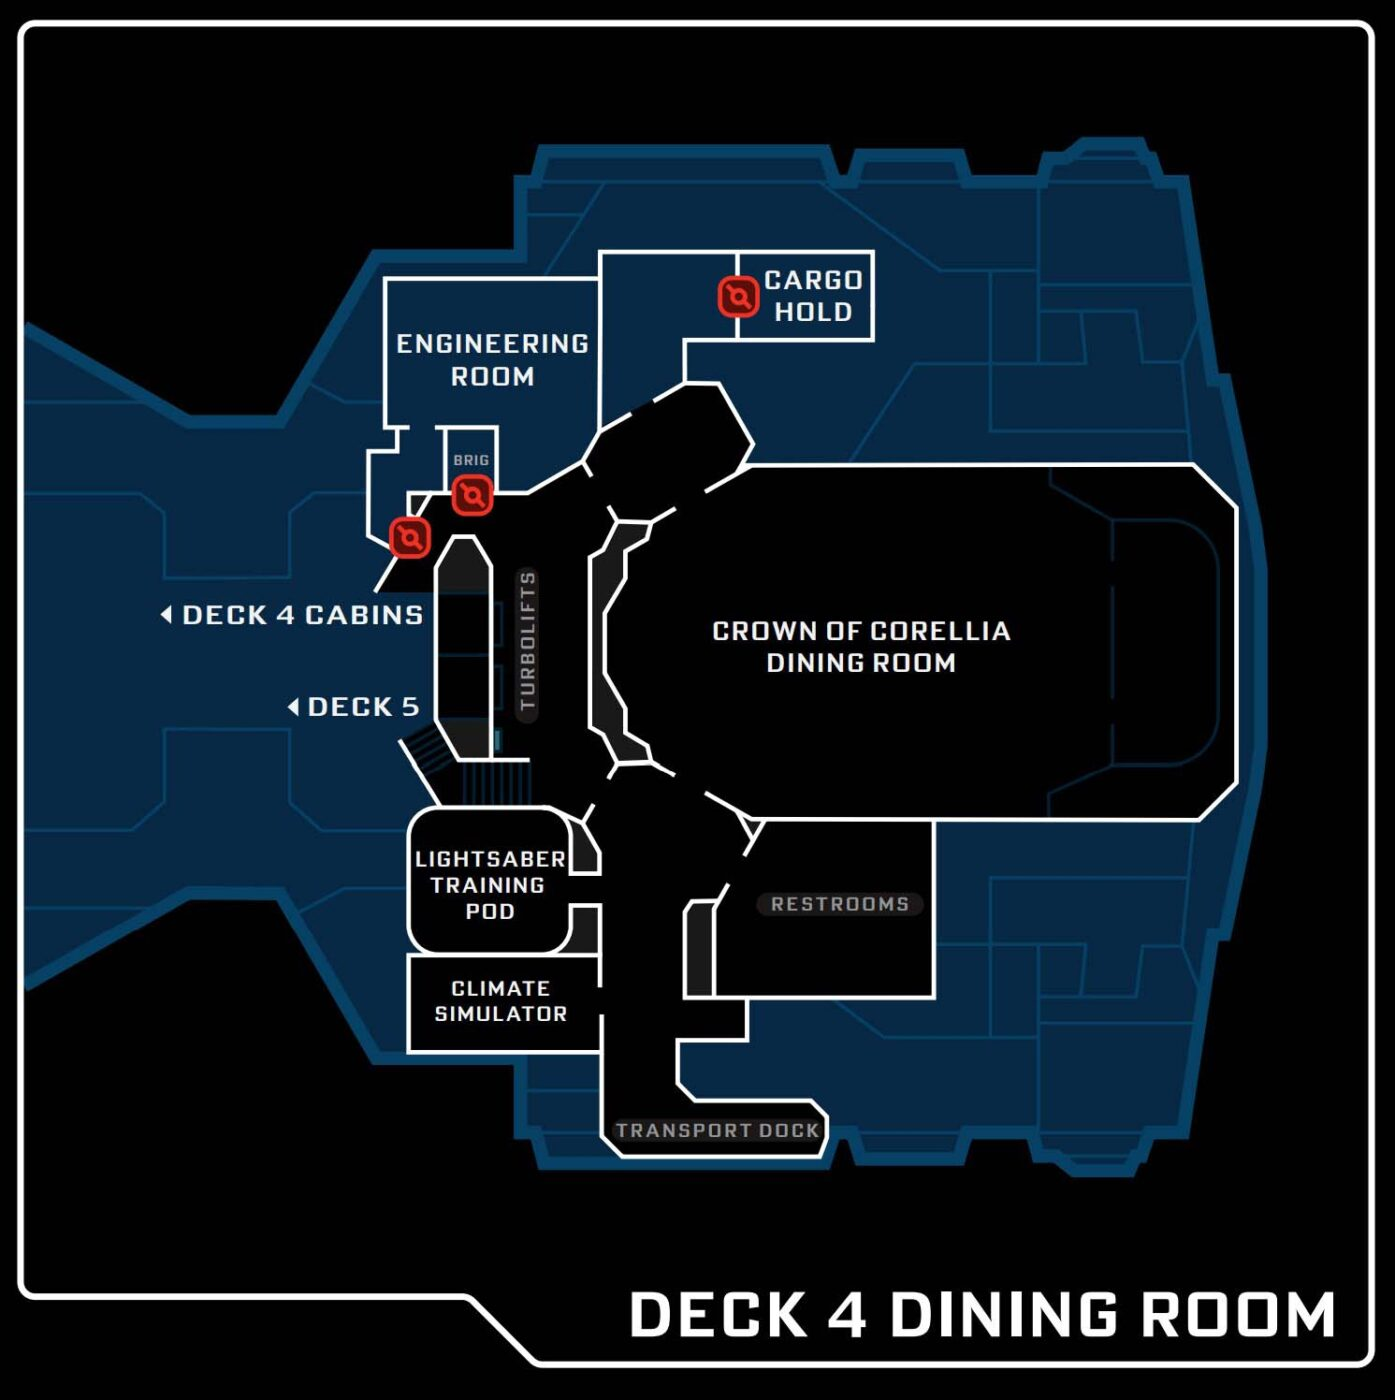 CARGO
HOLD
ENGINEERING
ROOM
BRIG
TURBOLIFTS
DECK 4 CABINS
CROWN OF CORELLIA
DINING ROOM
DECK 5
LIGHTSABER
TRAINING
POD
RESTROOMS
CLIMATE
SIMULATOR
TRANSPORT DOCK
DECK 4 DINING ROOM